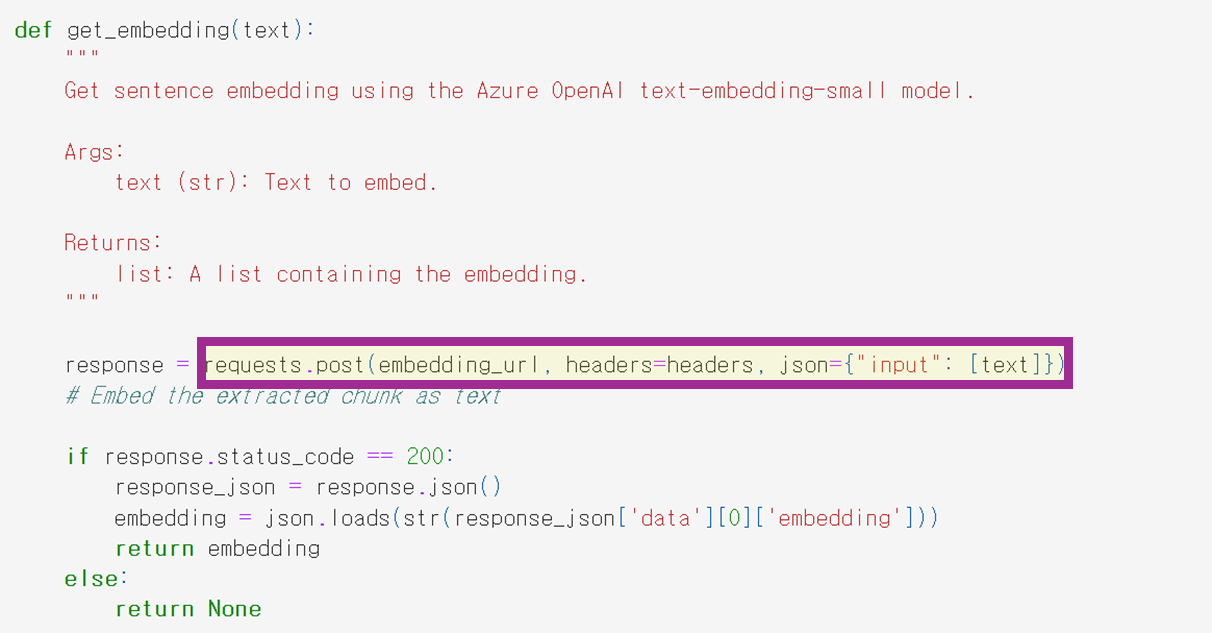 def get_embedding(text):
"""
Get sentence embedding using the Azure OpenAI text-embedding-small model.
Args:
text (str): Text to embed.
Returns:
list: A list containing the embedding.
"""
response = requests.post(embedding_url, headers=headers, json={"input": [text]})
# Embed the extracted chunk as text
if response.status_code == 200:
response_json = response.json()
embedding = json.loads(str(response_json['data'][0]['embedding']))
return embedding
else:
return None